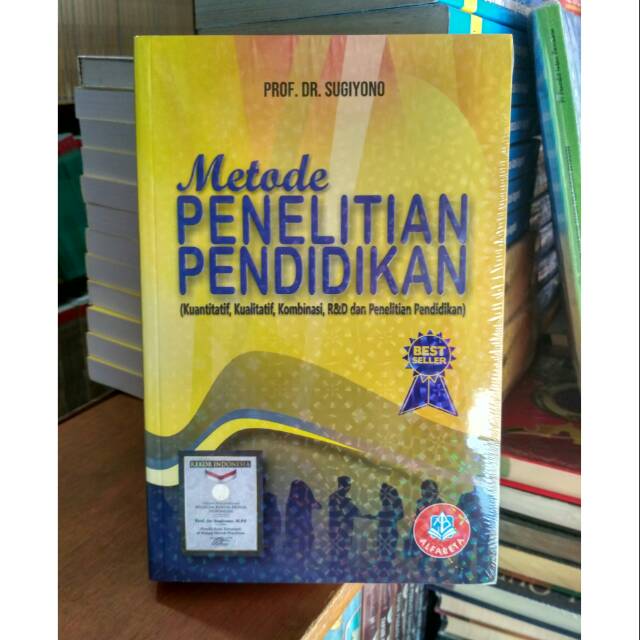 PROF. DR. SUGIYONO
Metode
PENELITIAN
PENDIDIKAN
(Kuantitatif, Kualitatif, Kombinasi, R&D dan Penelitian Pendidikan)
BEST
SELLER
REKOR INDONESIA
ALFABETA